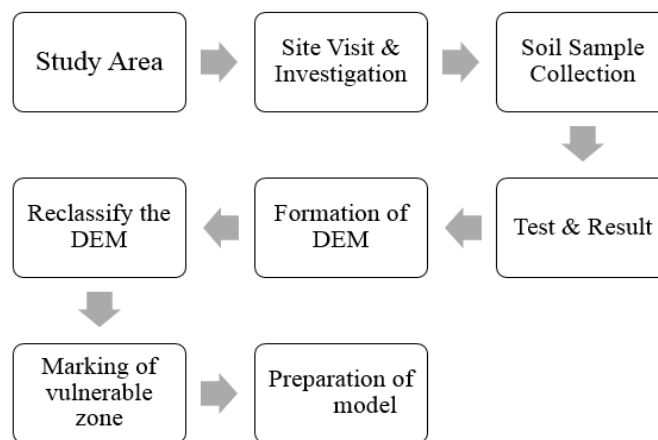 Study Area
Site Visit &
Investigation
Soil Sample
Collection
Test & Result
Formation of
DEM
Reclassify the
DEM
Marking of
vulnerable
zone
Preparation of
model